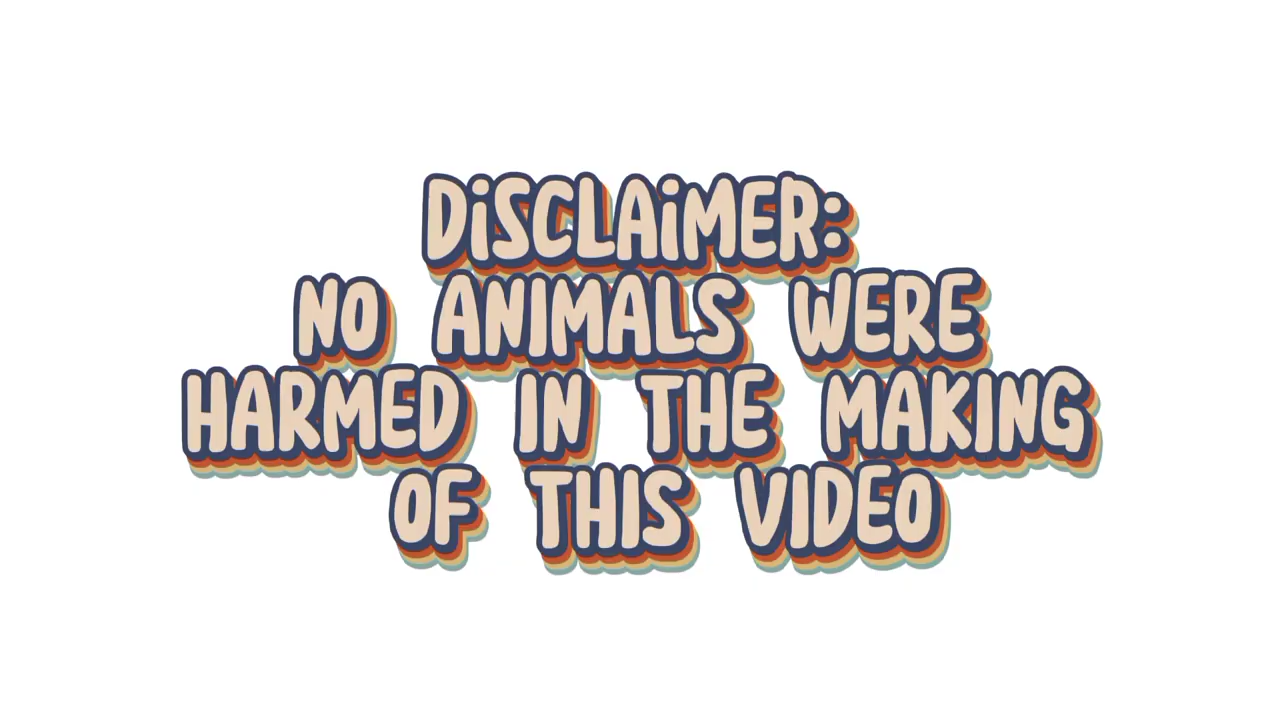 DiSCLAiMER:
NO ANIMALS WERE
HARMED IN THE MAKING
OF THIS VIDEO